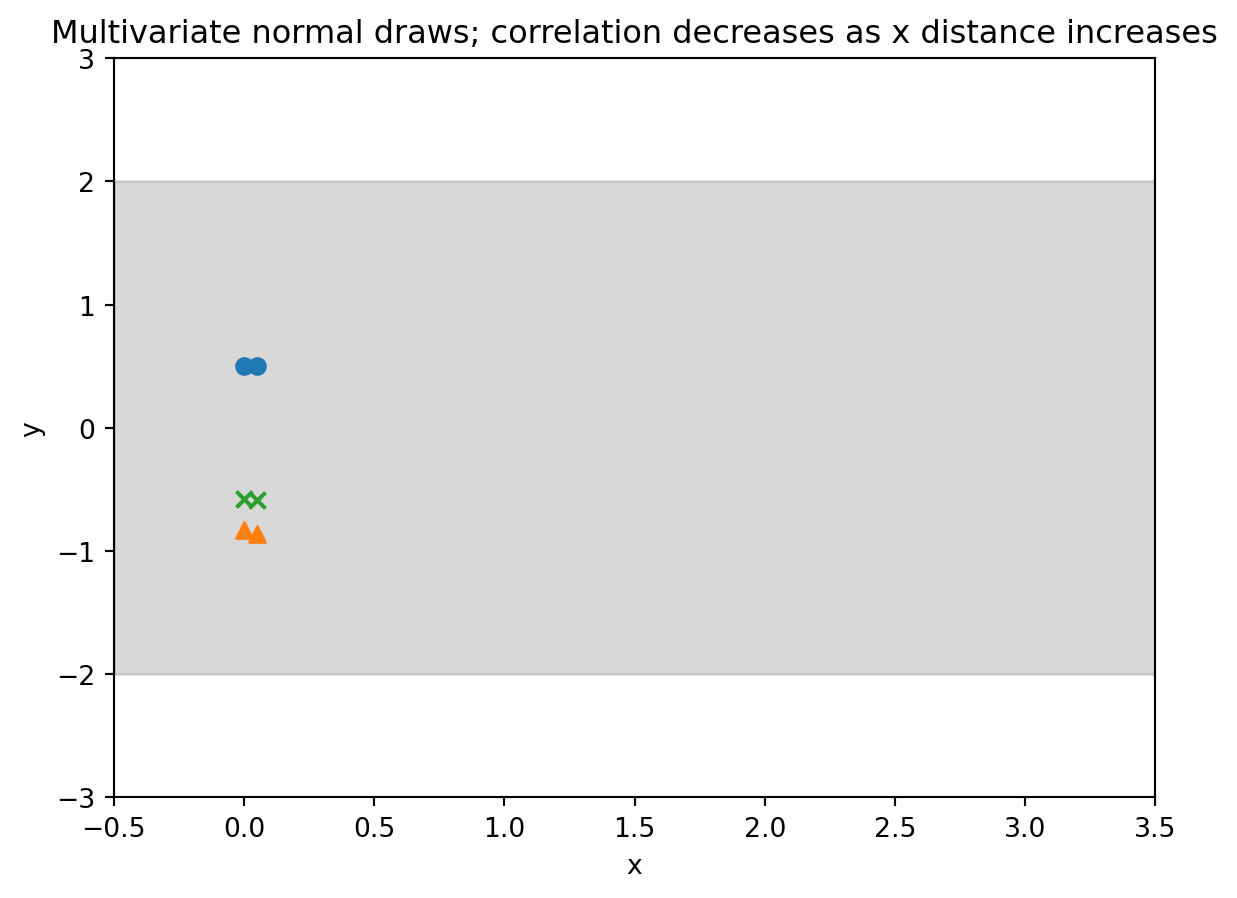 Multivariate normal draws; correlation decreases as x distance increases
3
2
1
0
−1
−2
−3
y
−0.5 0.0 0.5 1.0 1.5 2.0 2.5 3.0 3.5
x